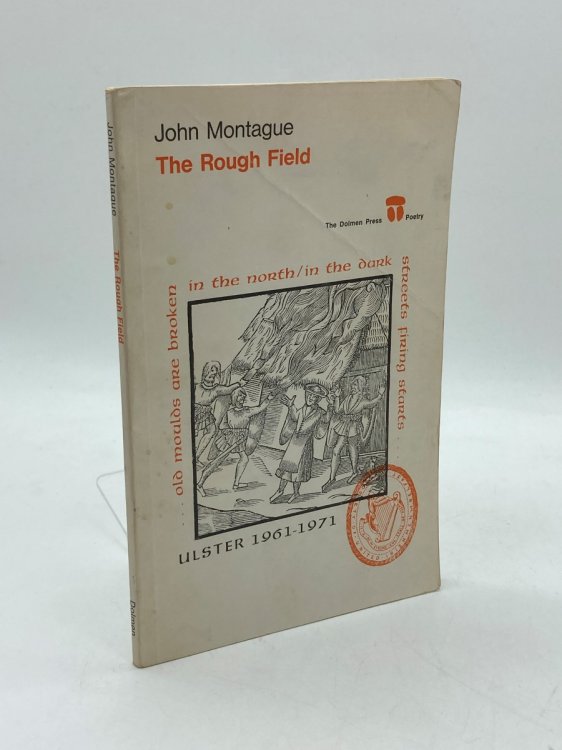 John Montague
The Rough Field
The Dolmen Press
Poetry
...old moulds are broken
in the north/in the dark
streets firing starts...
ULSTER 1961-1971
John Montague
The Rough Field
Dolmen